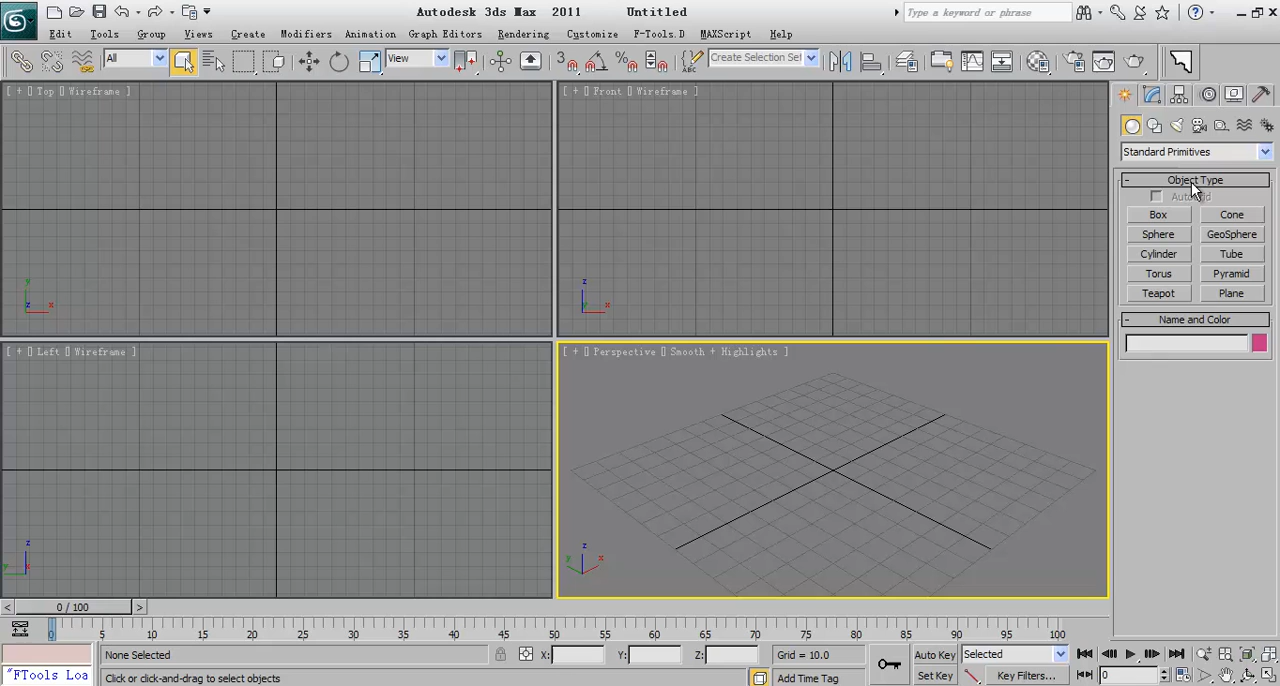 Autodesk 3ds Max 2011 Untitled
Type a keyword or phrase
Edit Tools Group Views Create Modifiers Animation Graph Editors Rendering Customize F-Tools.D MAXScript Help
All View Create Selection Set
[ + [] Top [] Wireframe ]
[ + [] Front [] Wireframe ]
Standard Primitives
- Object Type
Box Cone
Sphere GeoSphere
Cylinder Tube
Torus Pyramid
Teapot Plane
- Name and Color
[ + [] Left [] Wireframe ]
[ + [] Perspective [] Smooth + Highlights ]
y
z x
z
y x
z
y x
z
y x
< 0 / 100 >
0 5 10 15 20 25 30 35 40 45 50 55 60 65 70 75 80 85 90 95 100
None Selected X: Y: Z: Grid = 10.0 Auto Key Selected
"FTools Loa Click or click-and-drag to select objects Add Time Tag Set Key Key Filters... 0